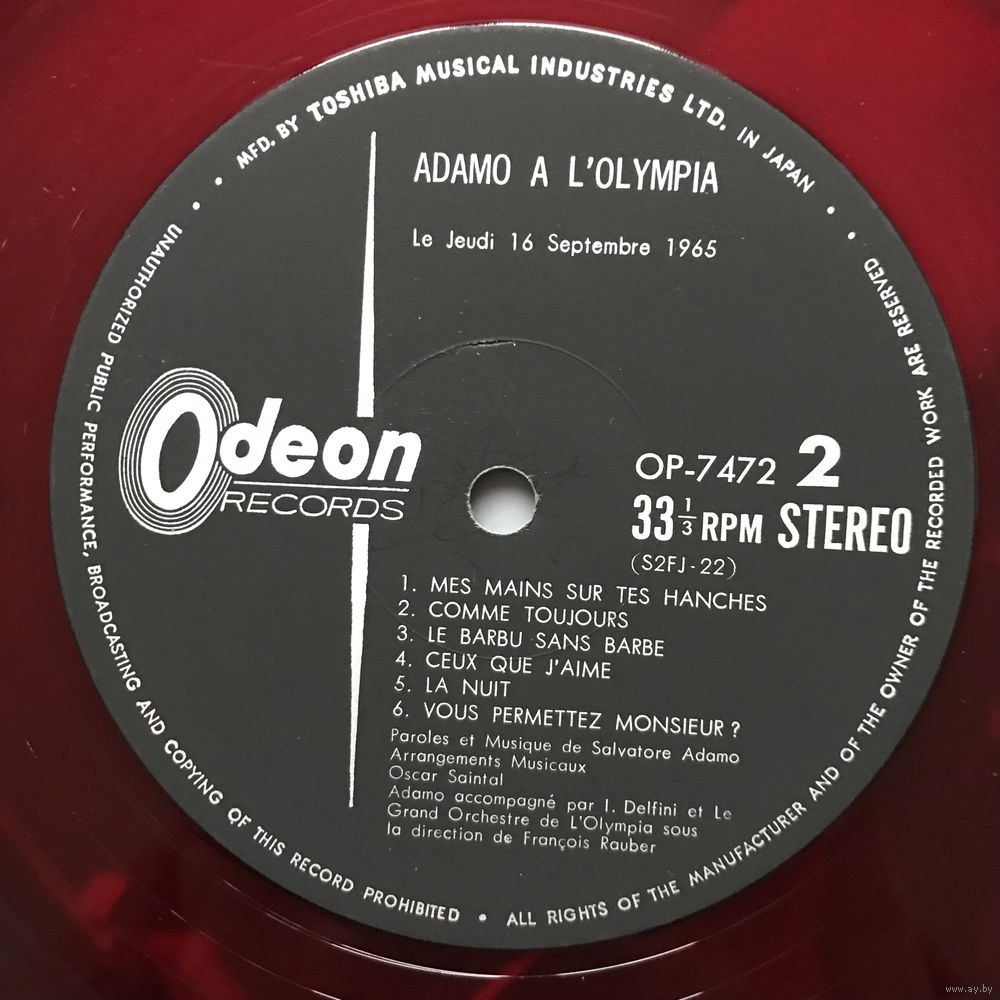 MFD. BY TOSHIBA MUSICAL INDUSTRIES LTD. IN JAPAN
ADAMO A L'OLYMPIA
Le Jeudi 16 Septembre 1965
Odeon
RECORDS
OP-7472 2
33 1/3 RPM STEREO
(S2FJ-22)
1. MES MAINS SUR TES HANCHES
2. COMME TOUJOURS
3. LE BARBU SANS BARBE
4. CEUX QUE J'AIME
5. LA NUIT
6. VOUS PERMETTEZ MONSIEUR?
Paroles et Musique de Salvatore Adamo
Arrangements Musicaux
Oscar Saintal
Adamo accompagné par I. Delfini et Le
Grand Orchestre de L'Olympia sous
la direction de François Rauber
UNAUTHORIZED PUBLIC PERFORMANCE, BROADCASTING AND COPYING OF THIS RECORD PROHIBITED • ALL RIGHTS OF THE MANUFACTURER AND OF THE OWNER OF THE RECORDED WORK ARE RESERVED
www.ay.by